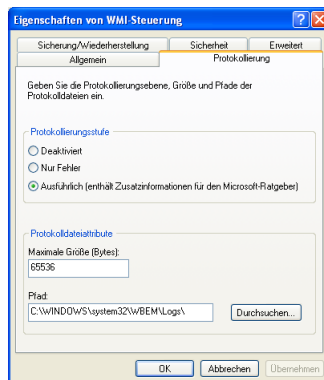 Eigenschaften von WMI-Steuerung
Sicherung/Wiederherstellung Sicherheit Erweitert
Allgemein Protokollierung
Geben Sie die Protokollierungsebene, Größe und Pfade der
Protokolldateien ein.
Protokollierungsstufe
Deaktiviert
Nur Fehler
Ausführlich (enthält Zusatzinformationen für den Microsoft-Ratgeber)
Protokolldateiattribute
Maximale Größe (Bytes):
65536
Pfad:
C:\WINDOWS\system32\WBEM\Logs\ Durchsuchen...
OK Abbrechen Übernehmen